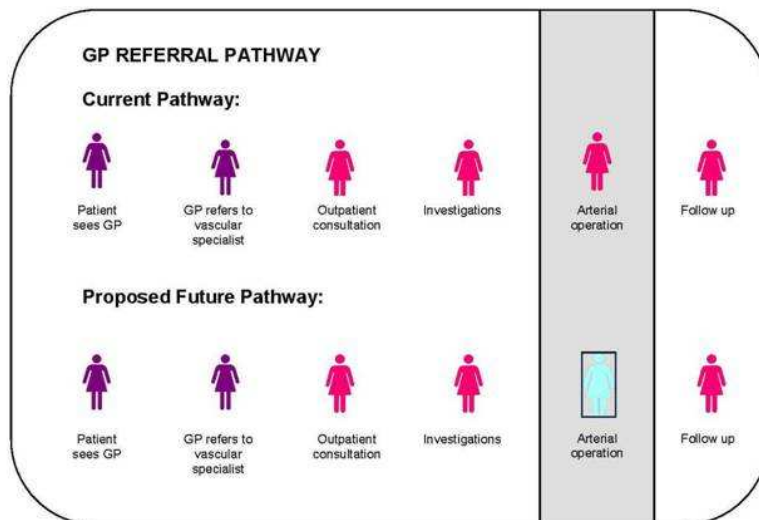 GP REFERRAL PATHWAY
Current Pathway:
Patient
sees GP
GP refers to
vascular
specialist
Outpatient
consultation
Investigations
Arterial
operation
Follow up
Proposed Future Pathway:
Patient
sees GP
GP refers to
vascular
specialist
Outpatient
consultation
Investigations
Arterial
operation
Follow up